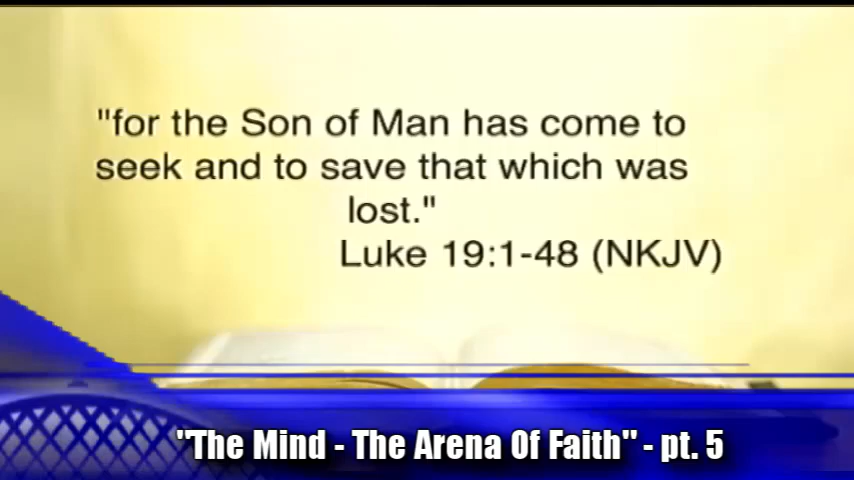 "for the Son of Man has come to
seek and to save that which was
lost."
Luke 19:1-48 (NKJV)
"The Mind - The Arena Of Faith" - pt. 5